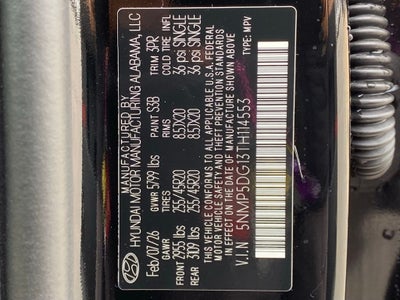 MANUFACTURED BY
HYUNDAI MOTOR MANUFACTURING ALABAMA, LLC
Feb/07/26 PAINT S3B TRIM 3PR
GVWR 5799 lbs TIRES RIMS COLD TIRE INFL
FRONT 2955 lbs 255/45R20 8.5JX20 36 psi SINGLE
REAR 3109 lbs 255/45R20 8.5JX20 36 psi SINGLE
THIS VEHICLE CONFORMS TO ALL APPLICABLE U.S.A. FEDERAL
MOTOR VEHICLE SAFETY AND THEFT PREVENTION STANDARDS
IN EFFECT ON THE DATE OF MANUFACTURE SHOWN ABOVE.
V.I.N 5NMP5DG13TH114553 TYPE: MPV